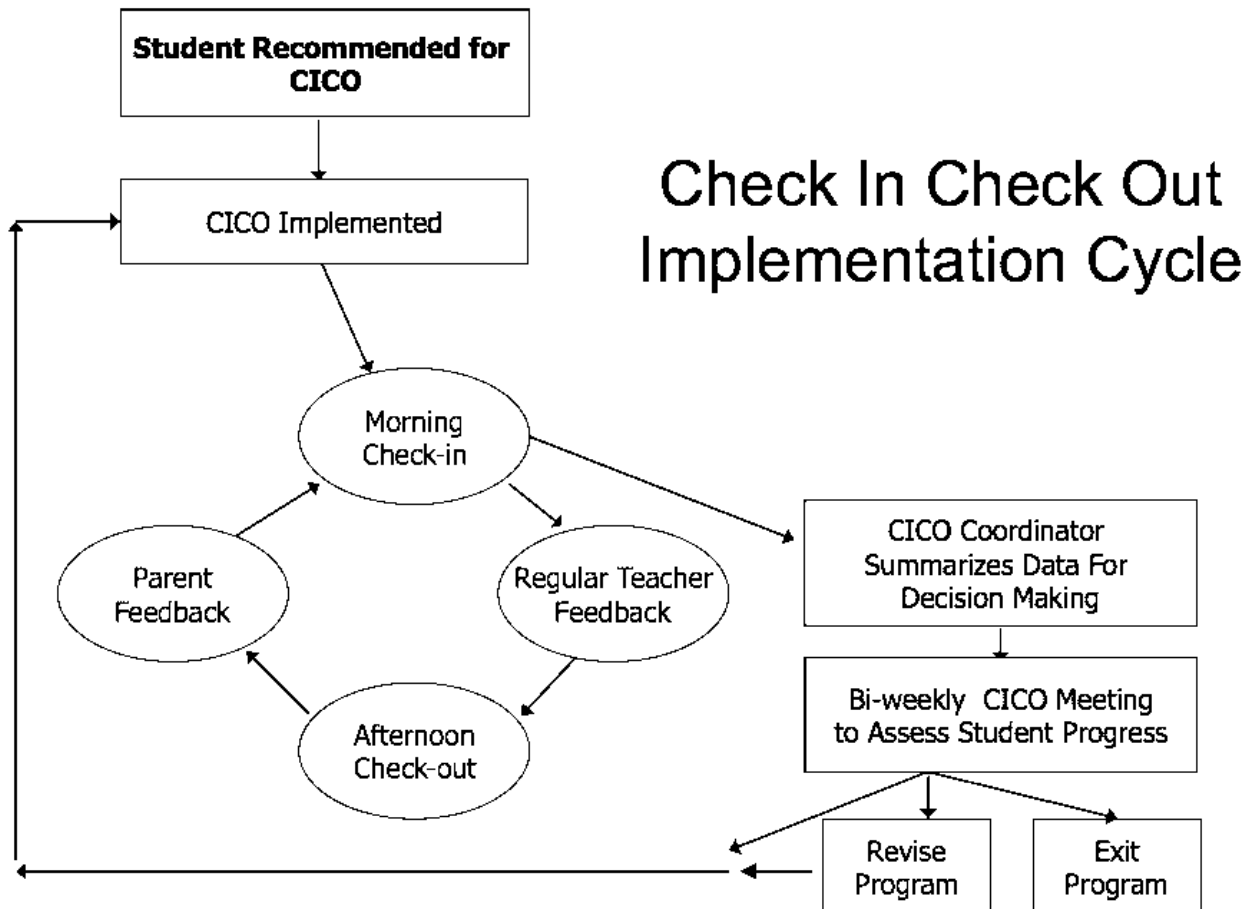 Student Recommended for
CICO
Check In Check Out
Implementation Cycle
CICO Implemented
Morning
Check-in
Parent
Feedback
Regular Teacher
Feedback
Afternoon
Check-out
CICO Coordinator
Summarizes Data For
Decision Making
Bi-weekly CICO Meeting
to Assess Student Progress
Revise
Program
Exit
Program